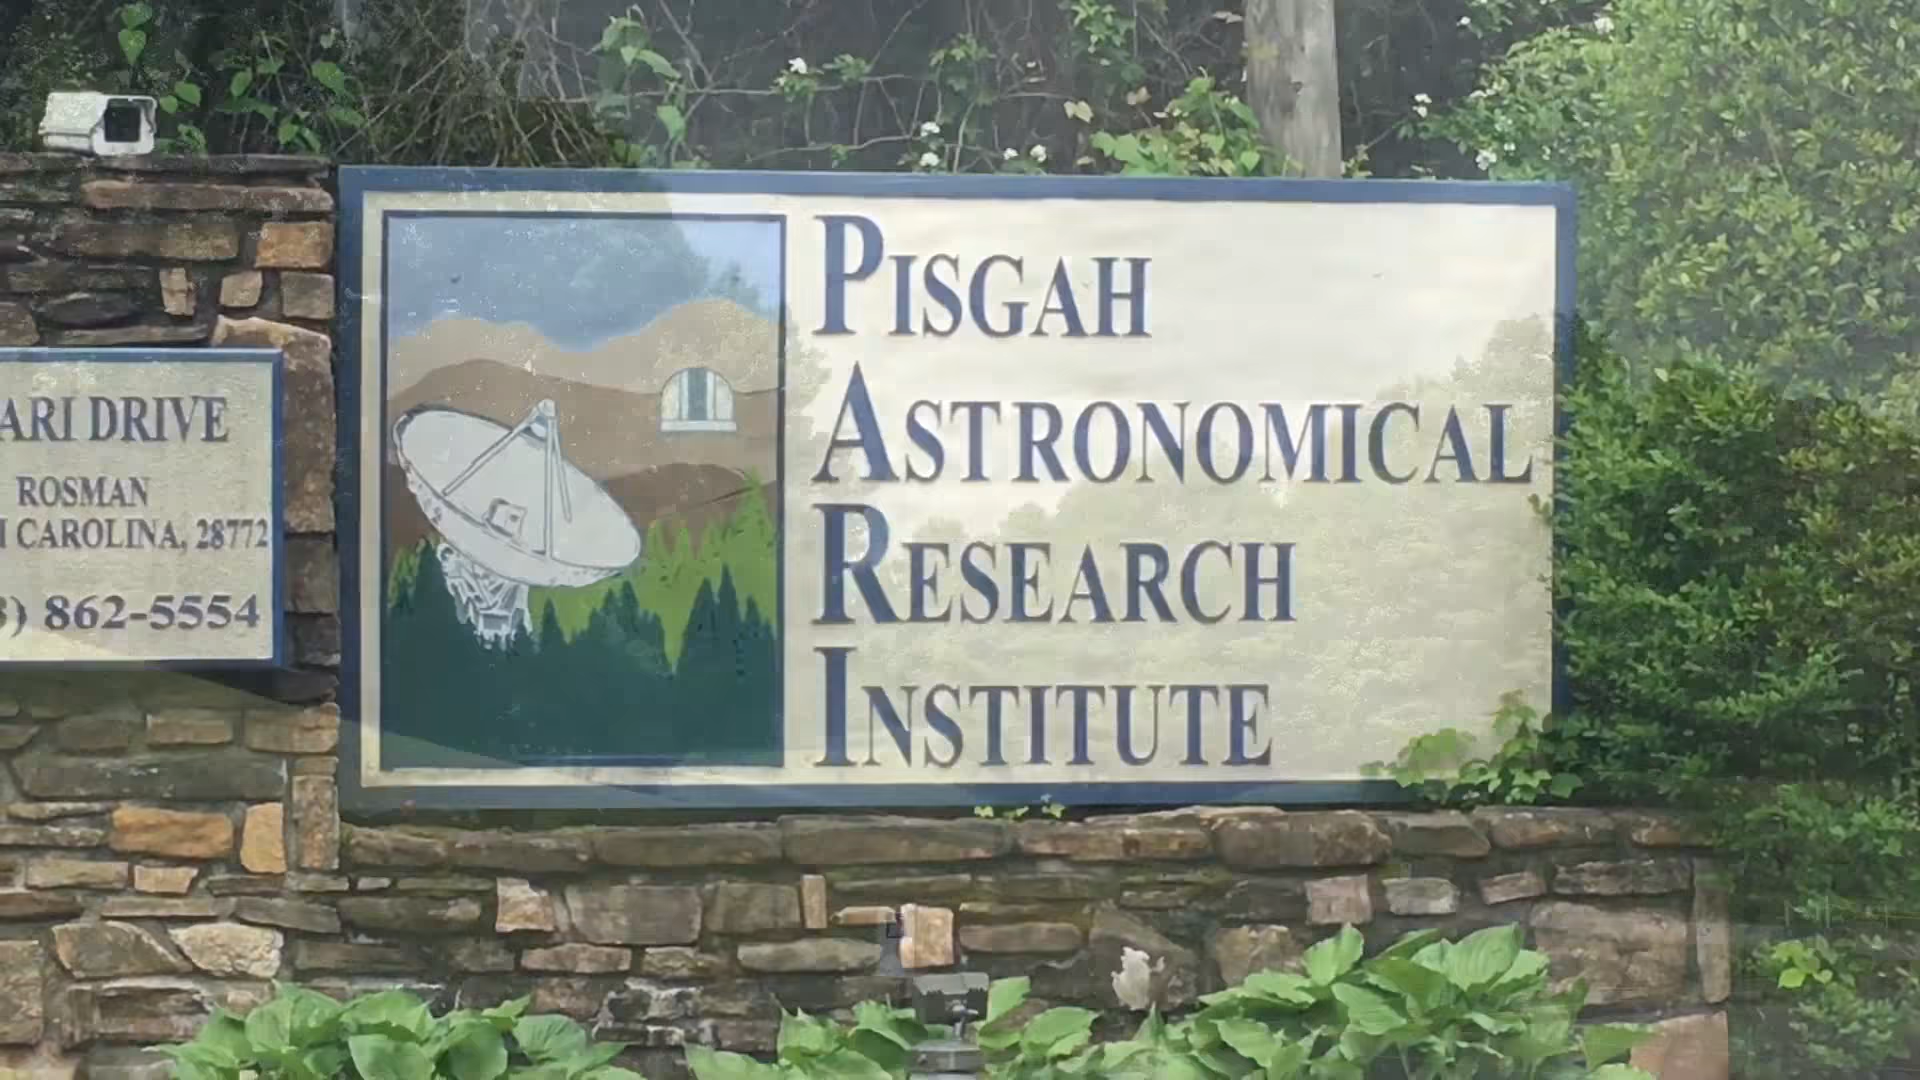 ARI DRIVE
ROSMAN
CAROLINA, 28772
) 862-5554
PISGAH
ASTRONOMICAL
RESEARCH
INSTITUTE